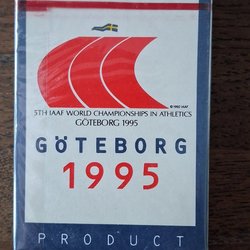 © 1992 IAAF
5TH IAAF WORLD CHAMPIONSHIPS IN ATHLETICS
GÖTEBORG 1995
GÖTEBORG
1995
PRODUCT